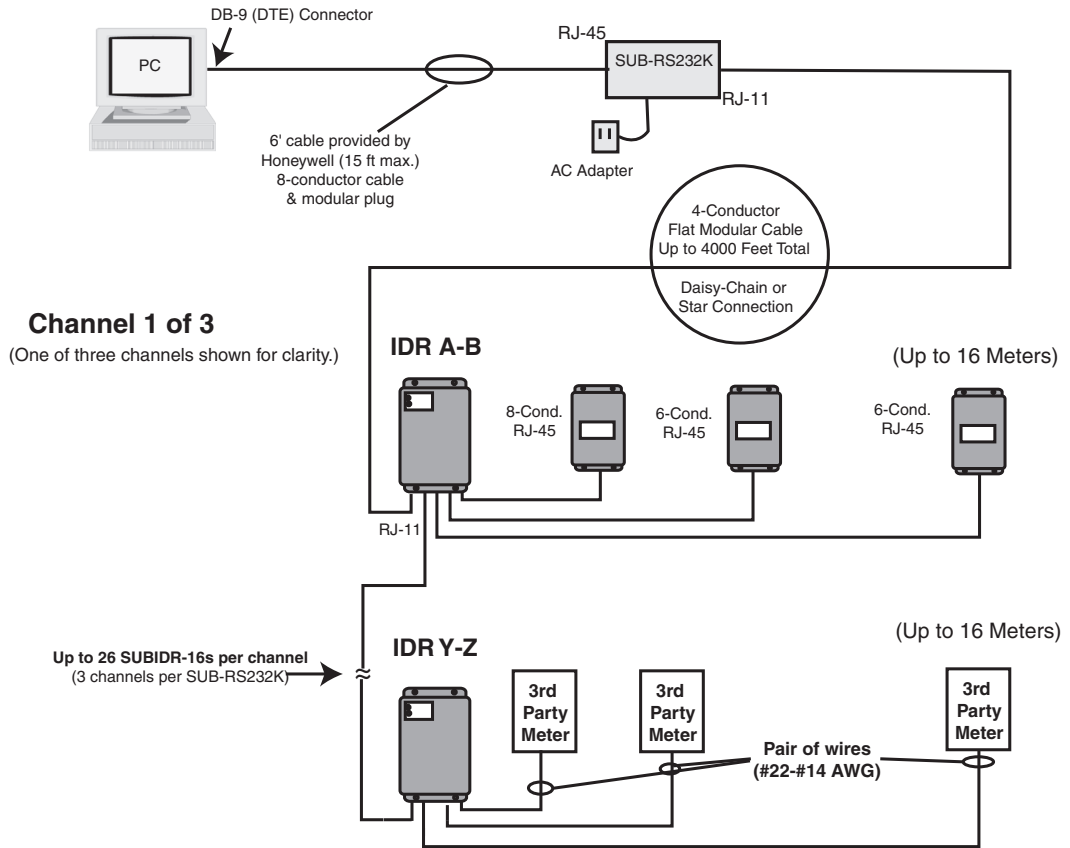 DB-9 (DTE) Connector
PC
RJ-45
SUB-RS232K
RJ-11
6' cable provided by
Honeywell (15 ft max.)
8-conductor cable
& modular plug
AC Adapter
4-Conductor
Flat Modular Cable
Up to 4000 Feet Total
Daisy-Chain or
Star Connection
Channel 1 of 3
(One of three channels shown for clarity.)
IDR A-B
(Up to 16 Meters)
8-Cond.
RJ-45
6-Cond.
RJ-45
6-Cond.
RJ-45
RJ-11
Up to 26 SUBIDR-16s per channel
(3 channels per SUB-RS232K)
IDR Y-Z
(Up to 16 Meters)
3rd
Party
Meter
3rd
Party
Meter
3rd
Party
Meter
Pair of wires
(#22-#14 AWG)